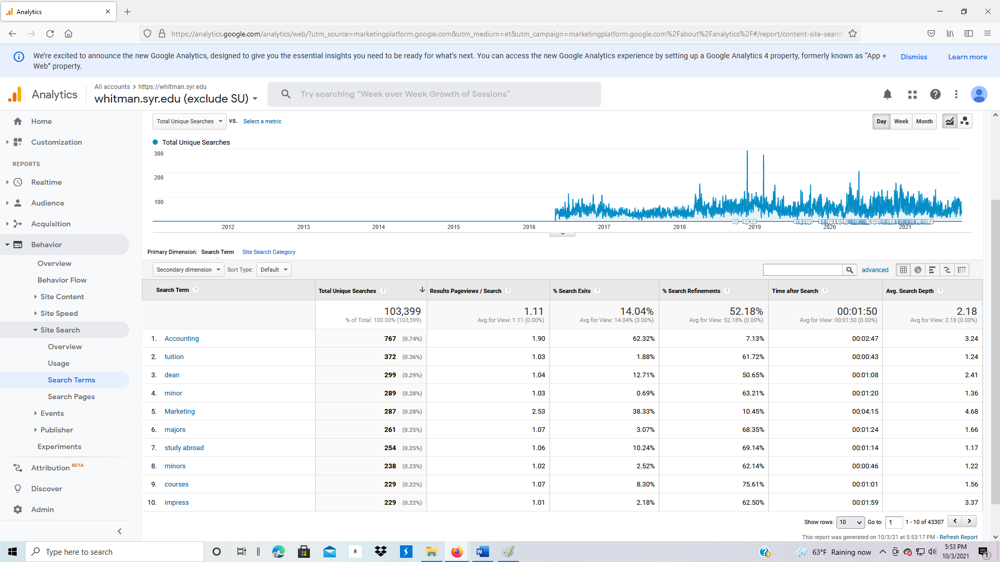 Analytics
https://analytics.google.com/analytics/web/?utm_source=marketingplatform.google.com&utm_medium=et&utm_campaign=marketingplatform.google.com%2Fabout%2Fanalytics%2F#/report/content-site-search
We're excited to announce the new Google Analytics, designed to give you the essential insights you need to be ready for what's next. You can access the new Google Analytics experience by setting up a Google Analytics 4 property, formerly known as “App +
Web” property.
Dismiss Learn more
Analytics
All accounts > https://whitman.syr.edu
whitman.syr.edu (exclude SU)
Try searching “Week over Week Growth of Sessions”
Home
Customization
REPORTS
Realtime
Audience
Acquisition
Behavior
Overview
Behavior Flow
Site Content
Site Speed
Site Search
Overview
Usage
Search Terms
Search Pages
Events
Publisher
Experiments
Attribution BETA
Discover
Admin
Total Unique Searches vs. Select a metric
Day Week Month
Total Unique Searches
300
200
100
2012 2013 2014 2015 2016 2017 2018 2019 2020 2021
Primary Dimension: Search Term Site Search Category
Secondary dimension Sort Type: Default
advanced
Search Term ? Total Unique Searches ? Results Pageviews / Search ? % Search Exits ? % Search Refinements ? Time after Search ? Avg. Search Depth ?
103,399 1.11 14.04% 52.18% 00:01:50 2.18
% of Total: 100.00% (103,399) Avg for View: 1.11 (0.00%) Avg for View: 14.04% (0.00%) Avg for View: 52.18% (0.00%) Avg for View: 00:01:50 (0.00%) Avg for View: 2.18 (0.00%)
1. Accounting 767 (0.74%) 1.90 62.32% 7.13% 00:02:47 3.24
2. tuition 372 (0.36%) 1.03 1.88% 61.72% 00:00:43 1.24
3. dean 299 (0.29%) 1.04 12.71% 50.65% 00:01:08 2.41
4. minor 289 (0.28%) 1.03 0.69% 63.21% 00:01:20 1.36
5. Marketing 287 (0.28%) 2.53 38.33% 10.45% 00:04:15 4.68
6. majors 261 (0.25%) 1.07 3.07% 68.35% 00:01:24 1.66
7. study abroad 254 (0.25%) 1.06 10.24% 69.14% 00:01:14 1.17
8. minors 238 (0.23%) 1.02 2.52% 62.14% 00:00:46 1.22
9. courses 229 (0.22%) 1.07 8.30% 75.61% 00:01:01 1.56
10. impress 229 (0.22%) 1.01 2.18% 62.50% 00:01:59 3.37
Show rows: 10 Go to: 1 1 - 10 of 43307
This report was generated on 10/3/21 at 5:53:17 PM - Refresh Report
Type here to search
a
63°F Raining now
5:53 PM
10/3/2021
1